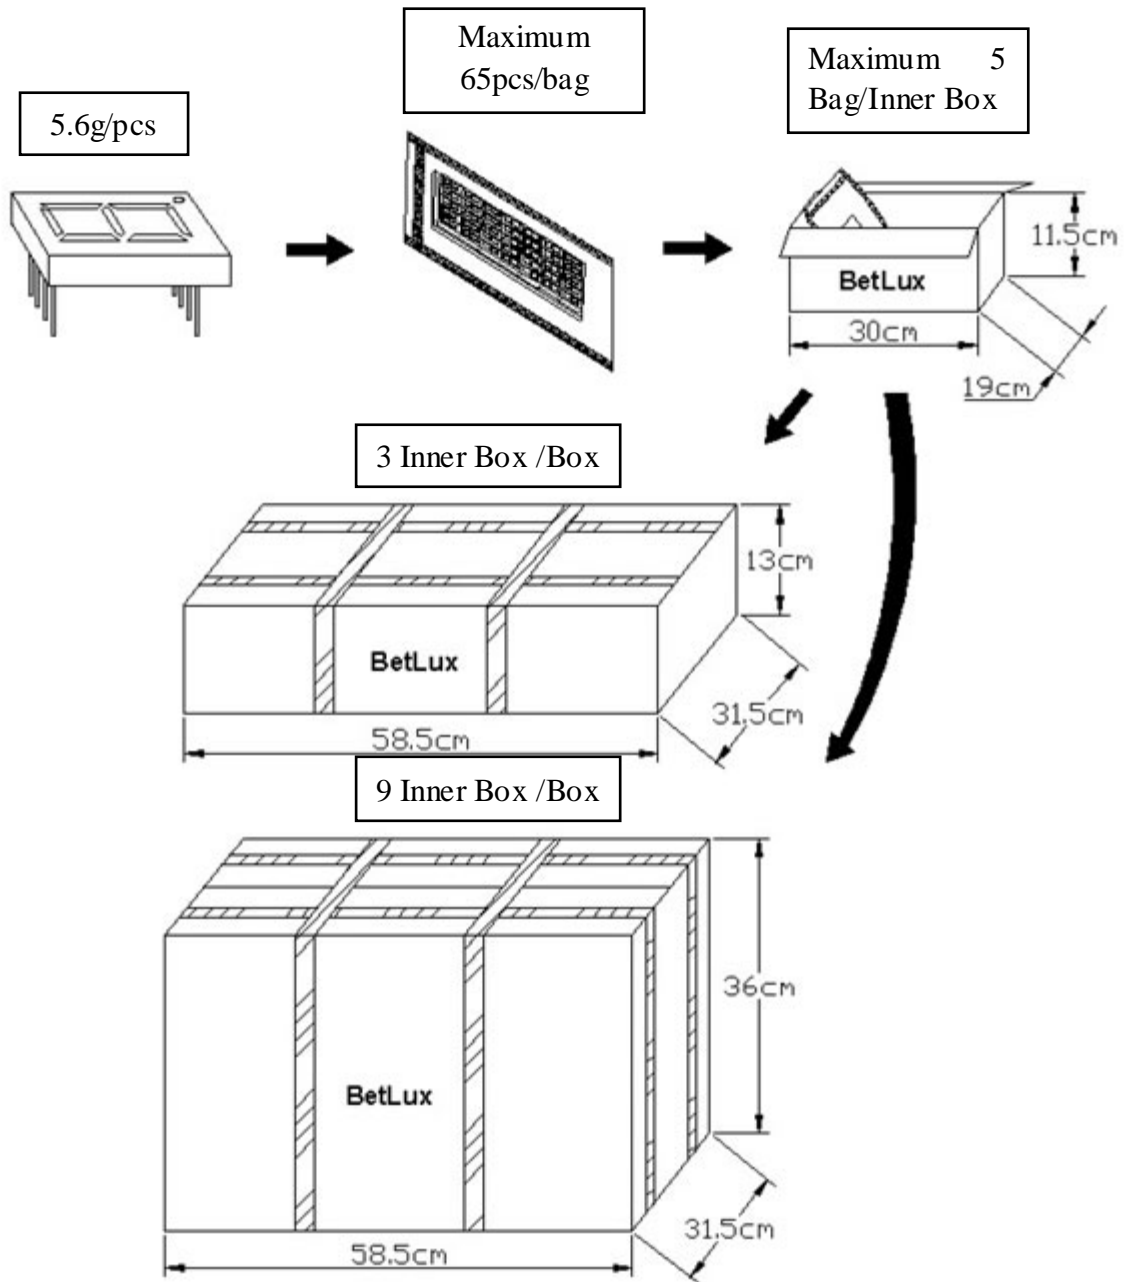 5.6g/pcs
Maximum
65pcs/bag
Maximum 5
Bag/Inner Box
11.5cm
BetLux
30cm
19cm
3 Inner Box /Box
13cm
BetLux
31.5cm
58.5cm
9 Inner Box /Box
36cm
BetLux
31.5cm
58.5cm